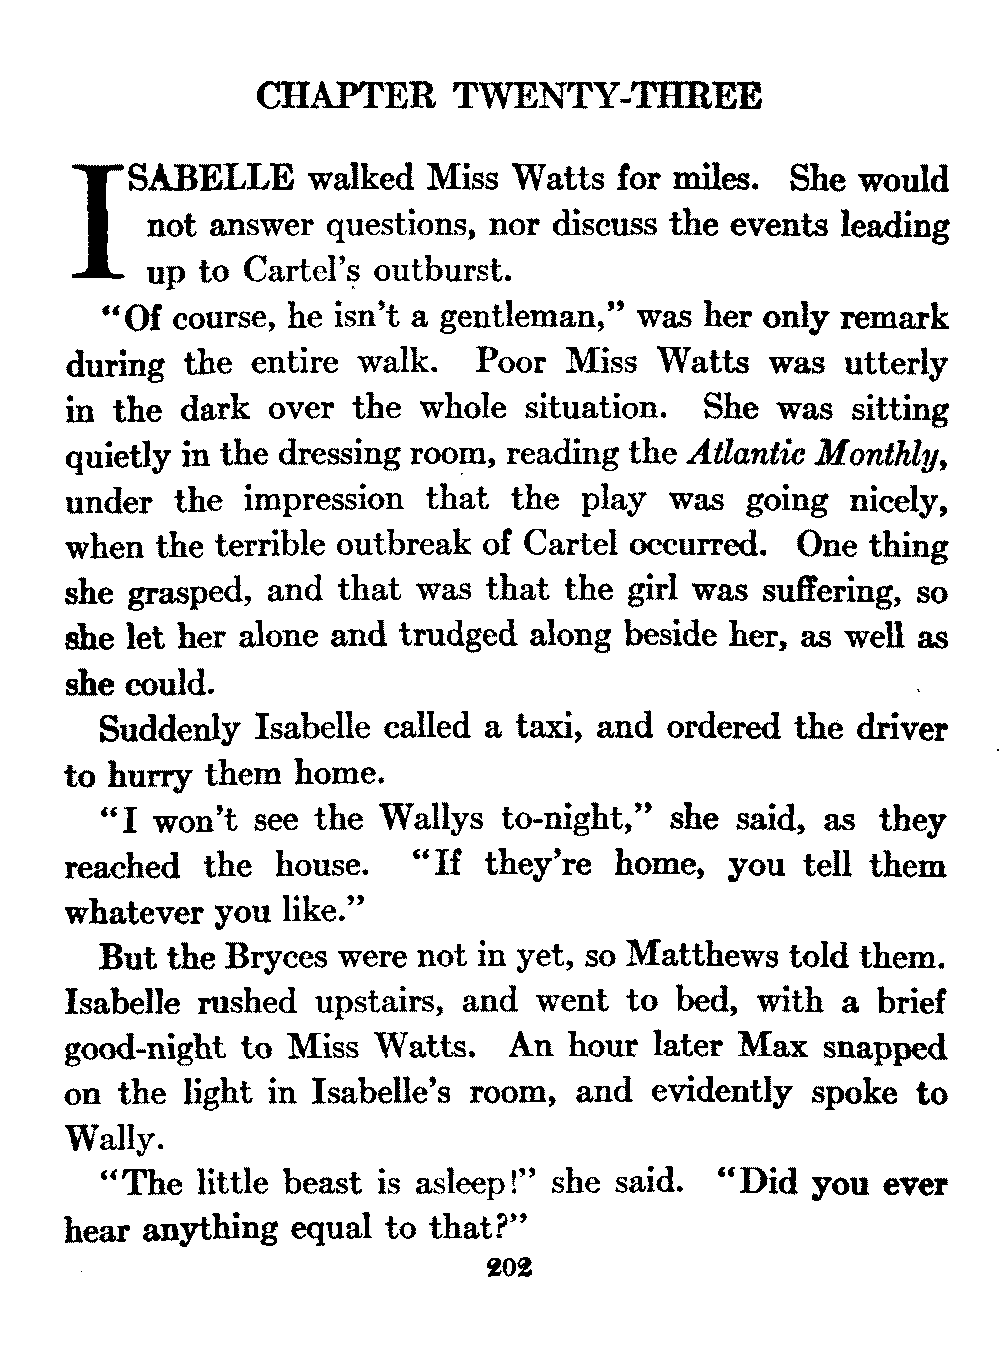 CHAPTER TWENTY-THREE
ISABELLE walked Miss Watts for miles. She would
not answer questions, nor discuss the events leading
up to Cartel's outburst.
"Of course, he isn't a gentleman," was her only remark
during the entire walk. Poor Miss Watts was utterly
in the dark over the whole situation. She was sitting
quietly in the dressing room, reading the Atlantic Monthly,
under the impression that the play was going nicely,
when the terrible outbreak of Cartel occurred. One thing
she grasped, and that was that the girl was suffering, so
she let her alone and trudged along beside her, as well as
she could.
Suddenly Isabelle called a taxi, and ordered the driver
to hurry them home.
"I won't see the Wallys to-night," she said, as they
reached the house. "If they're home, you tell them
whatever you like."
But the Bryces were not in yet, so Matthews told them.
Isabelle rushed upstairs, and went to bed, with a brief
good-night to Miss Watts. An hour later Max snapped
on the light in Isabelle's room, and evidently spoke to
Wally.
"The little beast is asleep!" she said. "Did you ever
hear anything equal to that?"
202